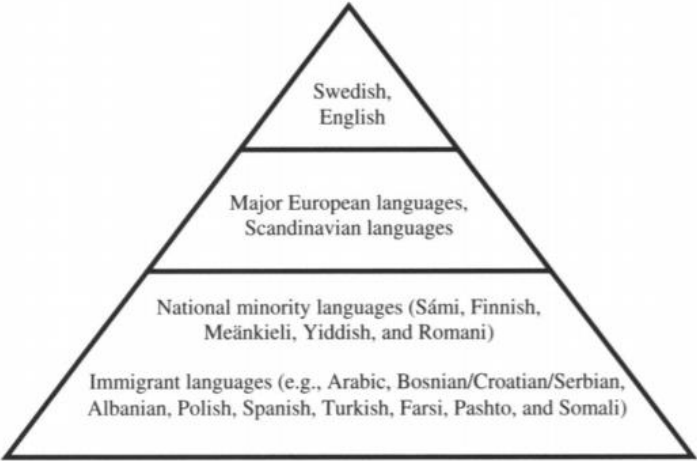 Swedish,
English
Major European languages,
Scandinavian languages
National minority languages (Sámi, Finnish,
Meänkieli, Yiddish, and Romani)
Immigrant languages (e.g., Arabic, Bosnian/Croatian/Serbian,
Albanian, Polish, Spanish, Turkish, Farsi, Pashto, and Somali)